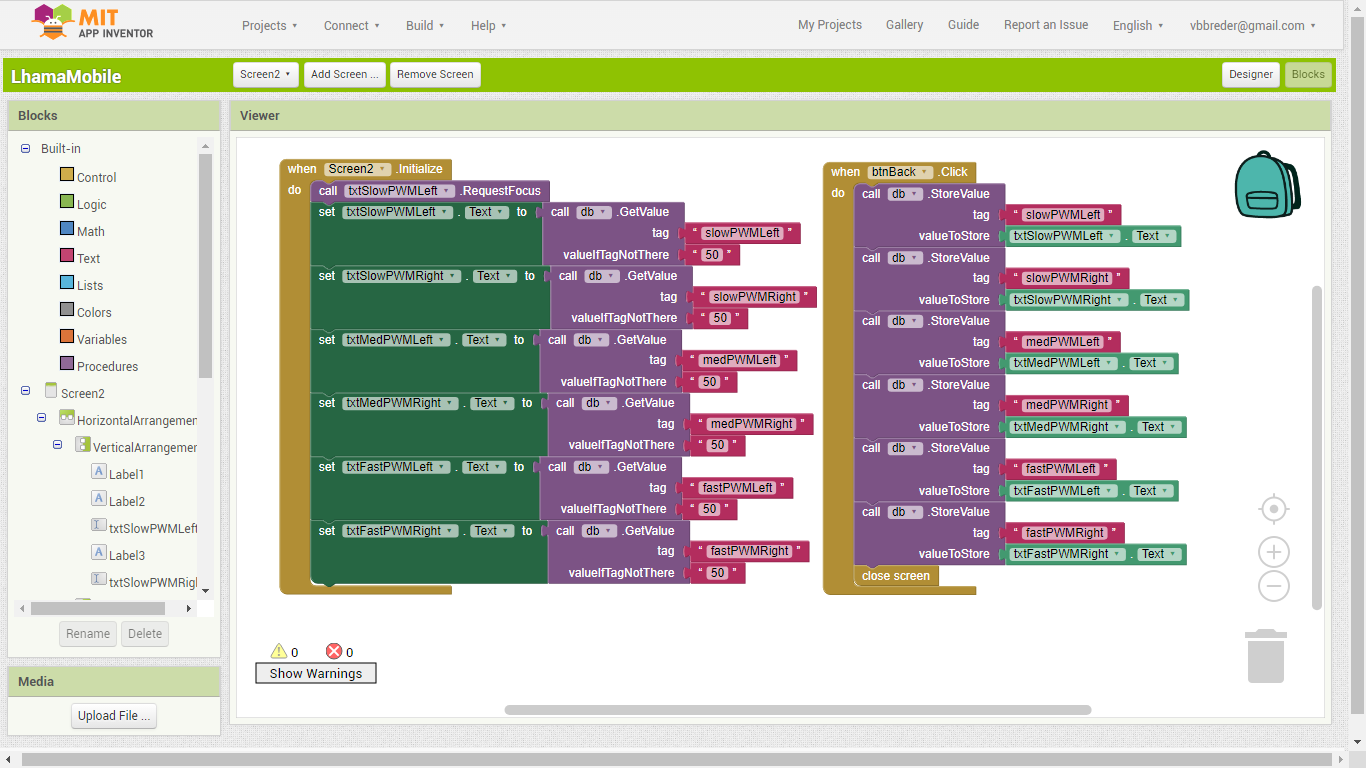 MIT
APP INVENTOR
Projects Connect Build Help My Projects Gallery Guide Report an Issue English vbbreder@gmail.com
LhamaMobile Screen2 Add Screen ... Remove Screen Designer Blocks
Blocks
Built-in
Control
Logic
Math
Text
Lists
Colors
Variables
Procedures
Screen2
HorizontalArrangemen
VerticalArrangemen
A Label1
A Label2
txtSlowPWMLeft
A Label3
txtSlowPWMRigh
Rename Delete
Media
Upload File ...
Viewer
when Screen2 .Initialize
do call txtSlowPWMLeft .RequestFocus
set txtSlowPWMLeft . Text to call db .GetValue
tag " slowPWMLeft "
valueIfTagNotThere " 50 "
set txtSlowPWMRight . Text to call db .GetValue
tag " slowPWMRight "
valueIfTagNotThere " 50 "
set txtMedPWMLeft . Text to call db .GetValue
tag " medPWMLeft "
valueIfTagNotThere " 50 "
set txtMedPWMRight . Text to call db .GetValue
tag " medPWMRight "
valueIfTagNotThere " 50 "
set txtFastPWMLeft . Text to call db .GetValue
tag " fastPWMLeft "
valueIfTagNotThere " 50 "
set txtFastPWMRight . Text to call db .GetValue
tag " fastPWMRight "
valueIfTagNotThere " 50 "
when btnBack .Click
do call db .StoreValue
tag " slowPWMLeft "
valueToStore txtSlowPWMLeft . Text
call db .StoreValue
tag " slowPWMRight "
valueToStore txtSlowPWMRight . Text
call db .StoreValue
tag " medPWMLeft "
valueToStore txtMedPWMLeft . Text
call db .StoreValue
tag " medPWMRight "
valueToStore txtMedPWMRight . Text
call db .StoreValue
tag " fastPWMLeft "
valueToStore txtFastPWMLeft . Text
call db .StoreValue
tag " fastPWMRight "
valueToStore txtFastPWMRight . Text
close screen
0 0
Show Warnings